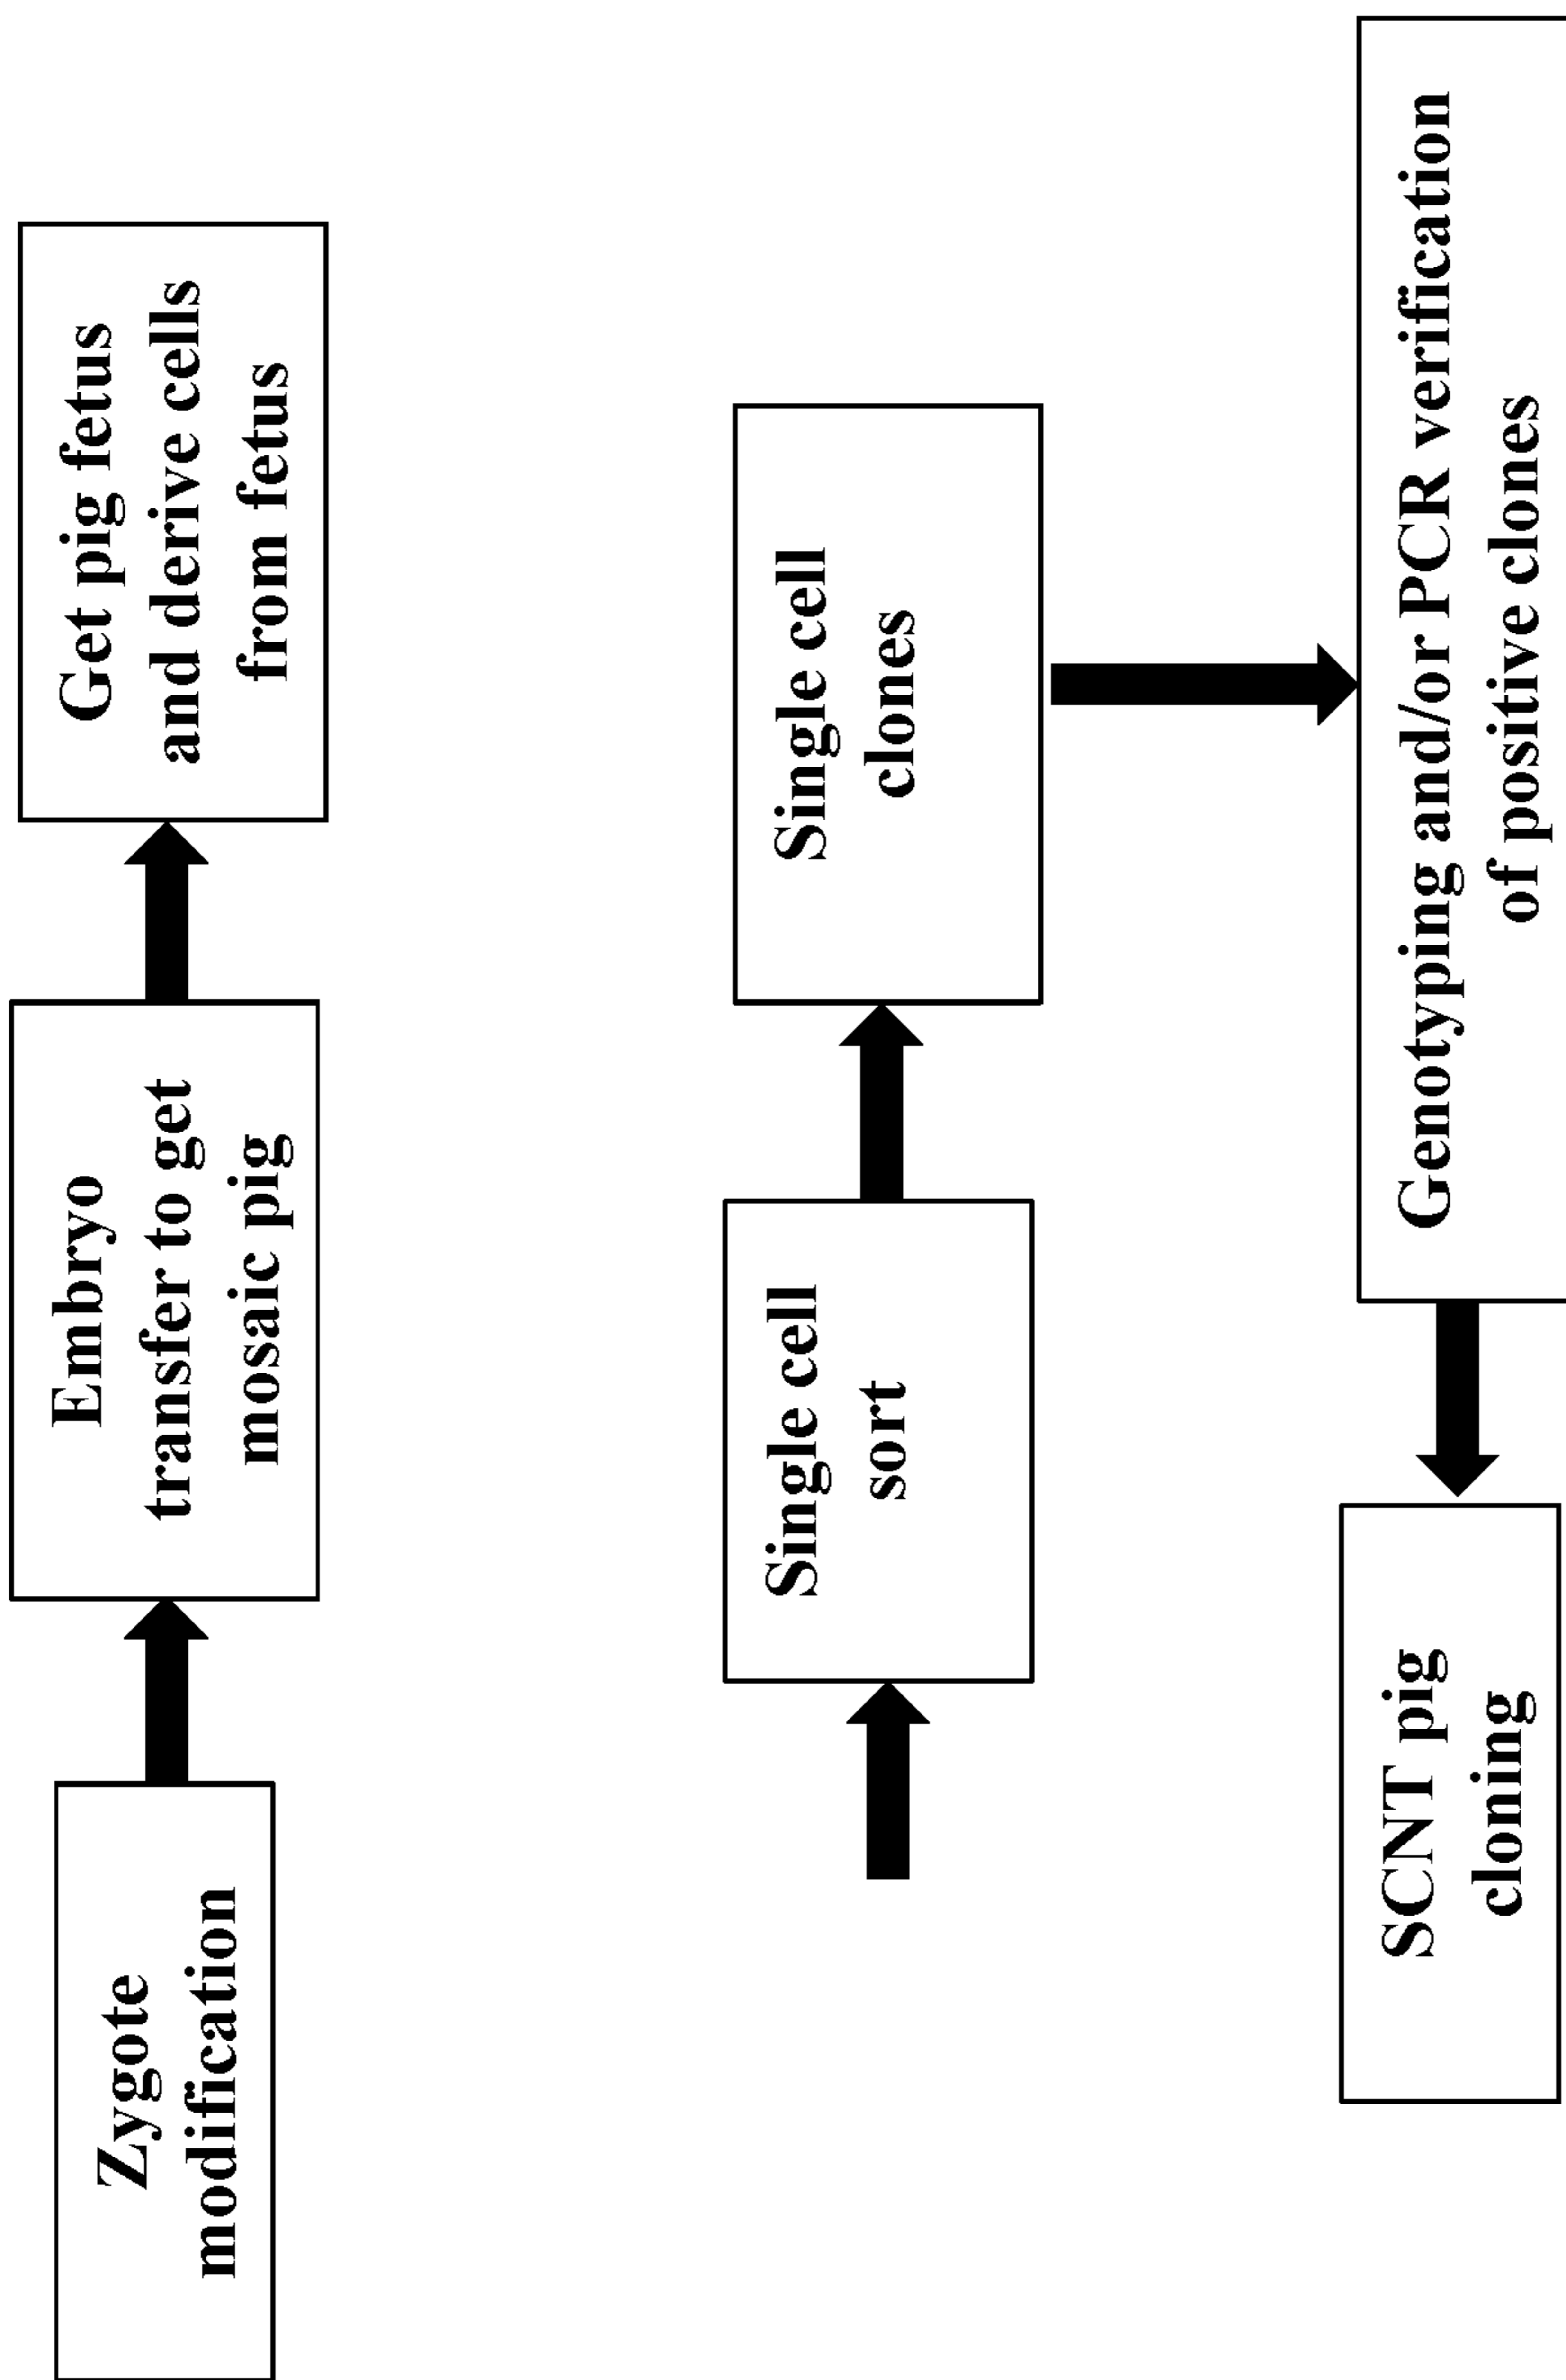 Zygote
modification
Embryo
transfer to get
mosaic pig
Get pig fetus
and derive cells
from fetus
Single cell
sort
Single cell
clones
Genotyping and/or PCR verification
of positive clones
SCNT pig
cloning